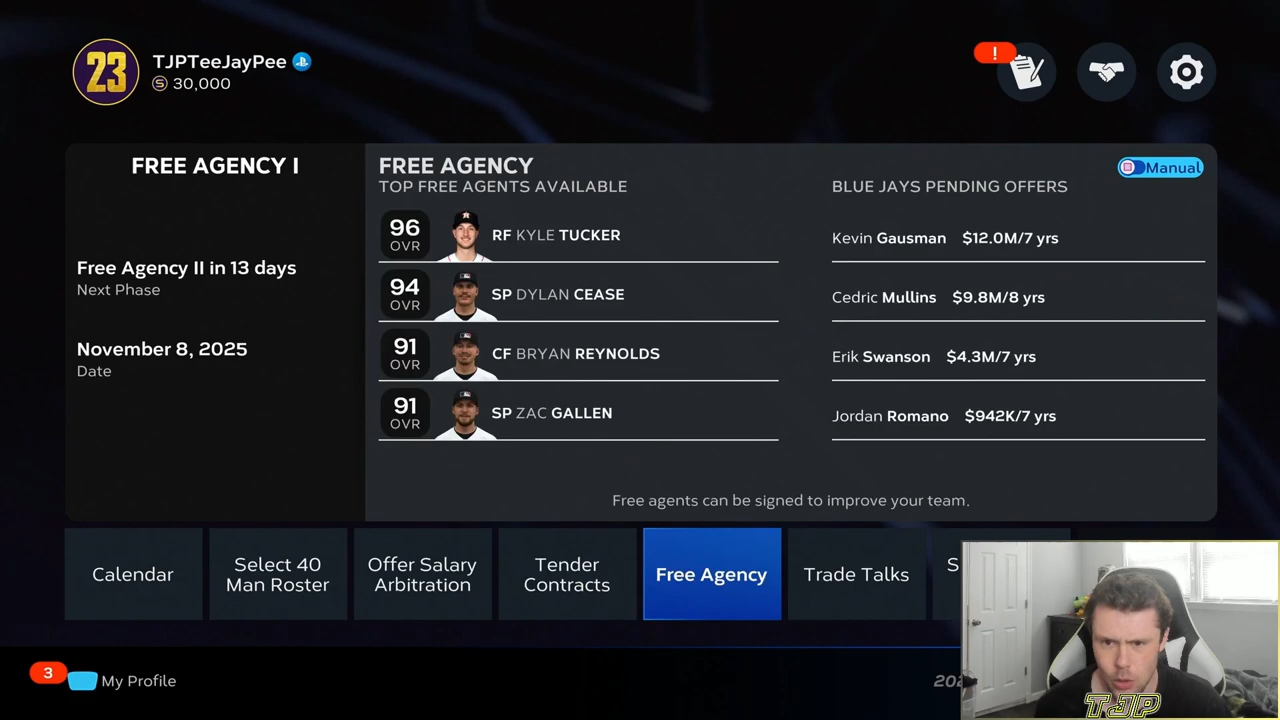 23
TJPTeeJayPee
S 30,000
!
FREE AGENCY I
Free Agency II in 13 days
Next Phase
November 8, 2025
Date
FREE AGENCY
TOP FREE AGENTS AVAILABLE
96 OVR RF KYLE TUCKER
94 OVR SP DYLAN CEASE
91 OVR CF BRYAN REYNOLDS
91 OVR SP ZAC GALLEN
Manual
BLUE JAYS PENDING OFFERS
Kevin Gausman $12.0M/7 yrs
Cedric Mullins $9.8M/8 yrs
Erik Swanson $4.3M/7 yrs
Jordan Romano $942K/7 yrs
Free agents can be signed to improve your team.
Calendar
Select 40
Man Roster
Offer Salary
Arbitration
Tender
Contracts
Free Agency
Trade Talks
3
My Profile
TJP